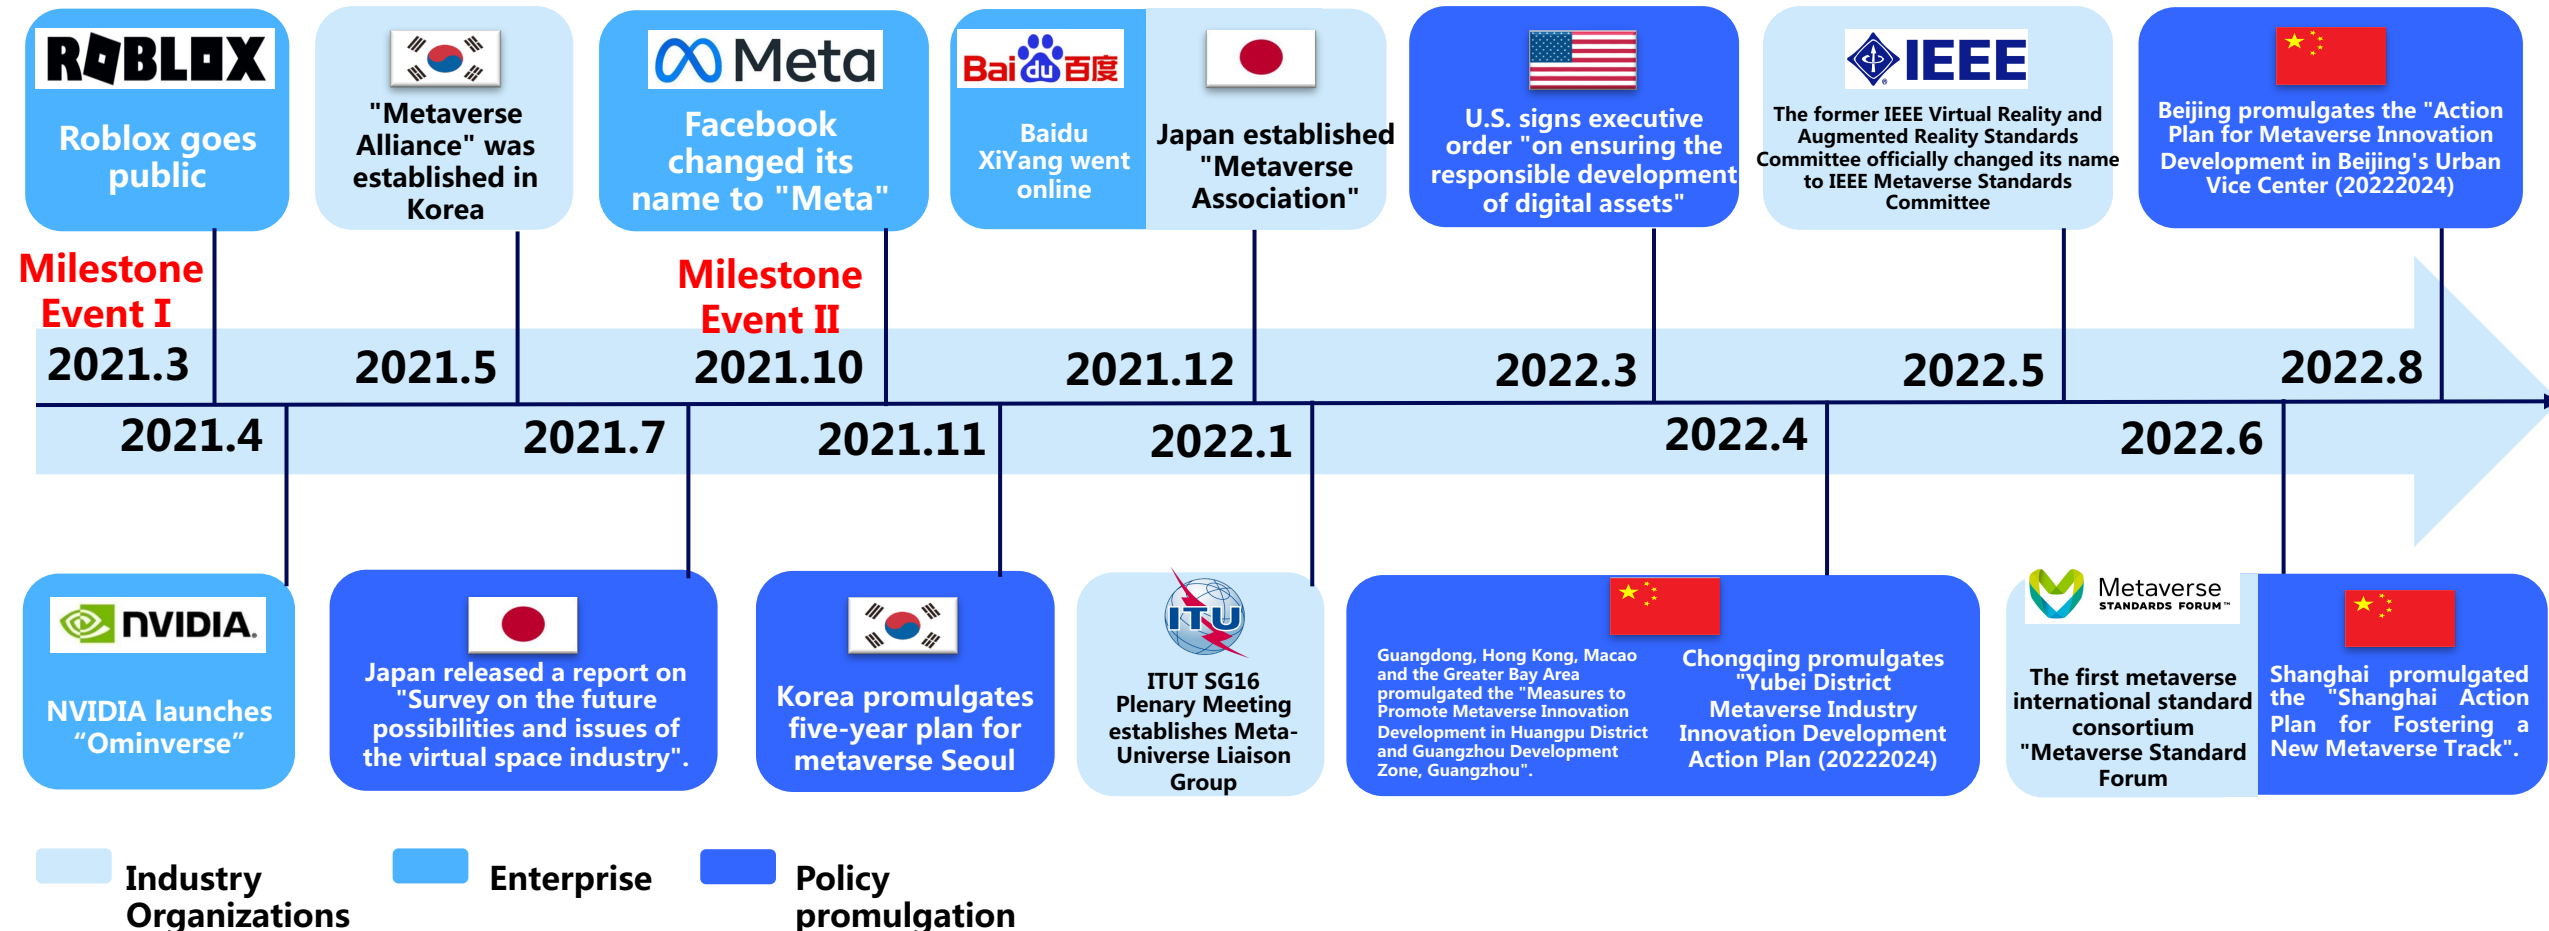 ROBLOX
Roblox goes
public
"Metaverse
Alliance" was
established in
Korea
Meta
Facebook
changed its
name to "Meta"
Baidu百度
Baidu
XiYang went
online
Japan established
"Metaverse
Association"
U.S. signs executive
order "on ensuring the
responsible development
of digital assets"
IEEE
The former IEEE Virtual Reality and
Augmented Reality Standards
Committee officially changed its name
to IEEE Metaverse Standards
Committee
Beijing promulgates the "Action
Plan for Metaverse Innovation
Development in Beijing's Urban
Vice Center (20222024)
Milestone
Event I
Milestone
Event II
2021.3
2021.5
2021.10
2021.12
2022.3
2022.5
2022.8
2021.4
2021.7
2021.11
2022.1
2022.4
2022.6
NVIDIA.
NVIDIA launches
“Ominverse”
Japan released a report on
"Survey on the future
possibilities and issues of
the virtual space industry".
Korea promulgates
five-year plan for
metaverse Seoul
ITU
ITUT SG16
Plenary Meeting
establishes Meta-
Universe Liaison
Group
Guangdong, Hong Kong, Macao
and the Greater Bay Area
promulgated the "Measures to
Promote Metaverse Innovation
Development in Huangpu District
and Guangzhou Development
Zone, Guangzhou".
Chongqing promulgates
"Yubei District
Metaverse Industry
Innovation Development
Action Plan (20222024)
Metaverse
STANDARDS FORUM™
The first metaverse
international standard
consortium
"Metaverse Standard
Forum
Shanghai promulgated
the "Shanghai Action
Plan for Fostering a
New Metaverse Track".
Industry
Organizations
Enterprise
Policy
promulgation